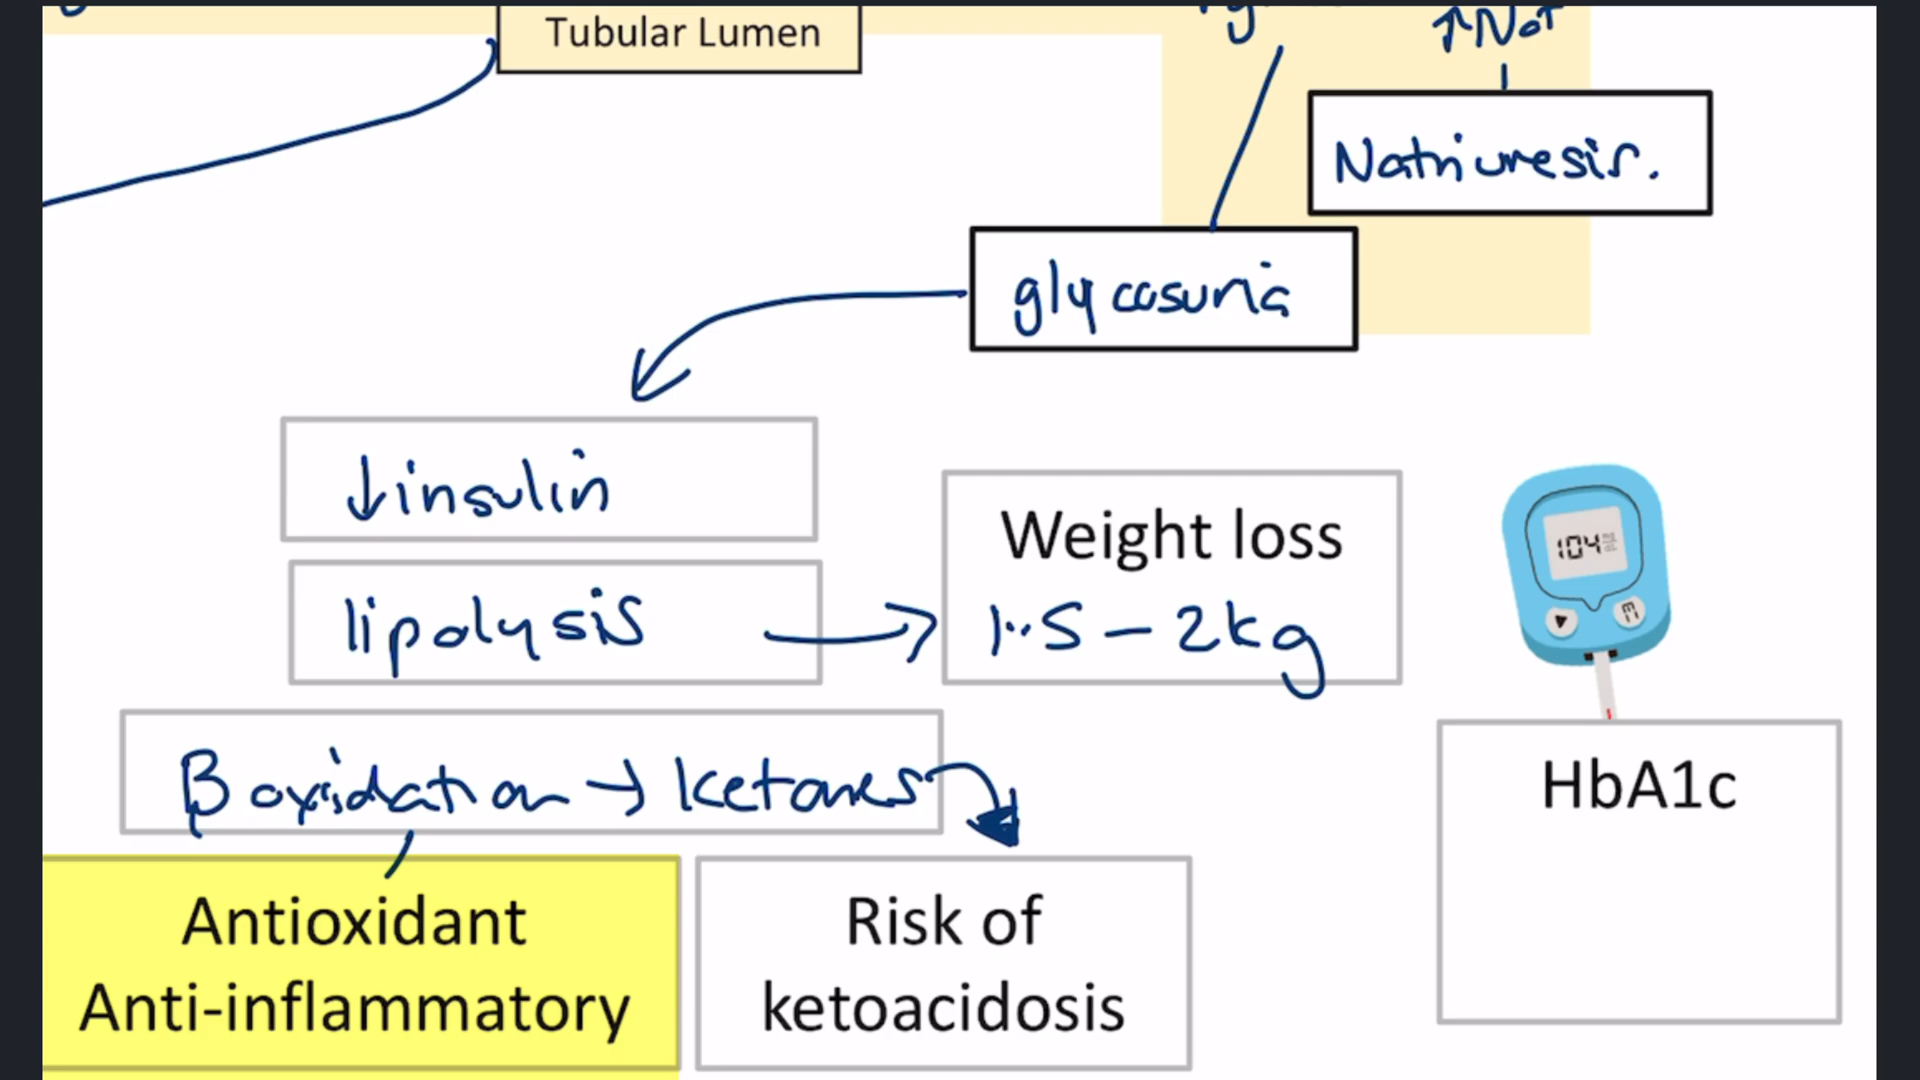 Tubular Lumen
↑Na+
Natriuresis.
glycosuria
↓insulin
lipolysis →
Weight loss
1.5 – 2kg
104
β oxidation → ketones
HbA1c
Antioxidant
Anti-inflammatory
Risk of
ketoacidosis